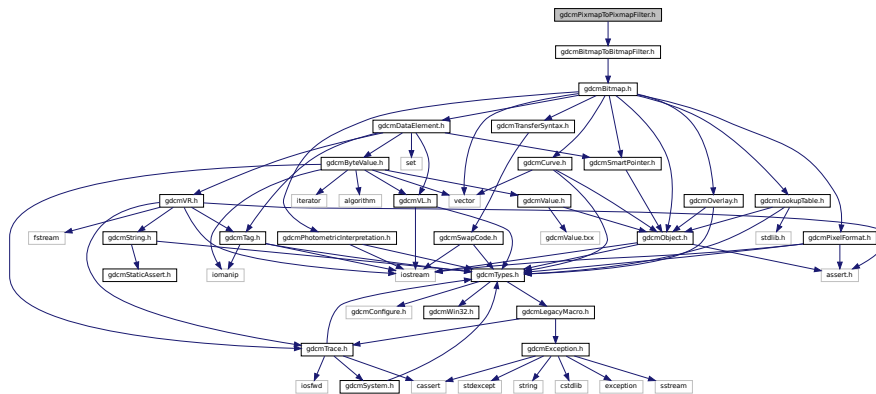 gdcmPixmapToPixmapFilter.h
gdcmBitmapToBitmapFilter.h
gdcmBitmap.h
gdcmDataElement.h gdcmTransferSyntax.h
gdcmByteValue.h set gdcmCurve.h gdcmSmartPointer.h
gdcmVR.h iterator algorithm gdcmVL.h vector gdcmValue.h gdcmOverlay.h gdcmLookupTable.h
fstream gdcmString.h gdcmTag.h gdcmPhotometricInterpretation.h gdcmSwapCode.h gdcmValue.txx gdcmObject.h stdlib.h gdcmPixelFormat.h
gdcmStaticAssert.h iomanip iostream gdcmTypes.h assert.h
gdcmConfigure.h gdcmWin32.h gdcmLegacyMacro.h
gdcmTrace.h gdcmException.h
iosfwd gdcmSystem.h cassert stdexcept string cstdlib exception sstream